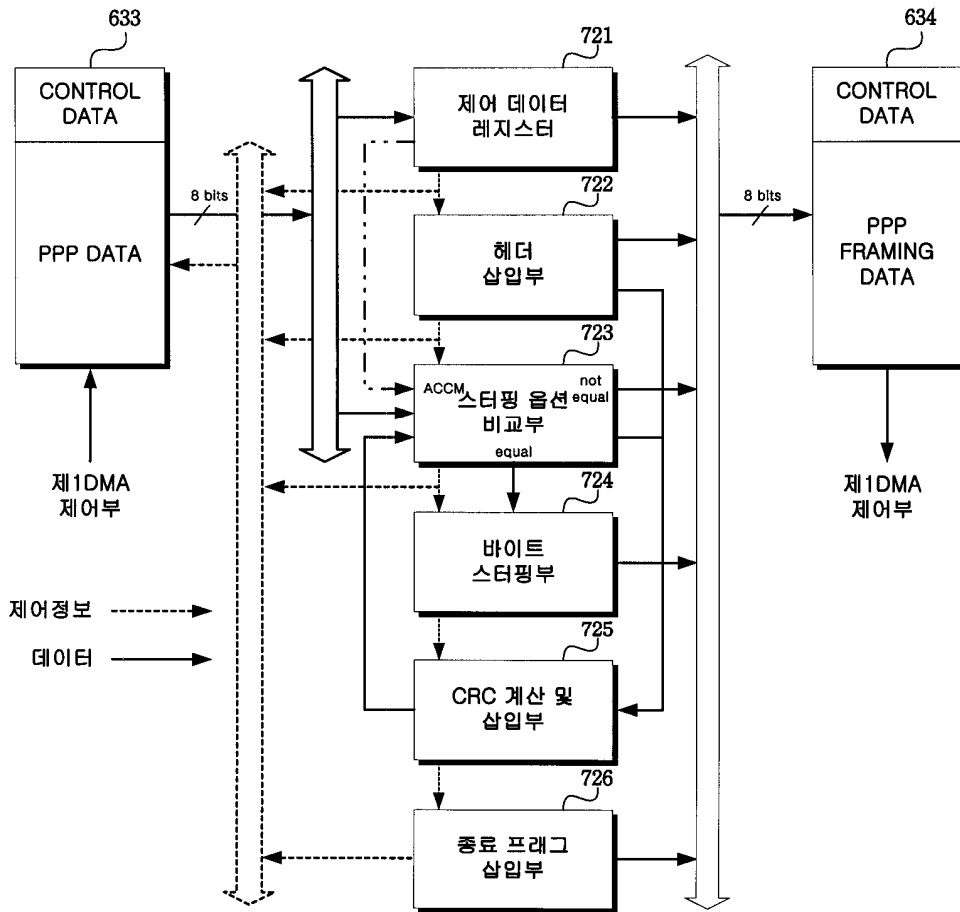 633
CONTROL
DATA
PPP DATA
8 bits
제1DMA
제어부
제어정보
데이터
721
제어 데이터
레지스터
722
헤더
삽입부
723
ACCM
스터핑 옵션
비교부
not
equal
equal
724
바이트
스터핑부
725
CRC 계산 및
삽입부
726
종료 프래그
삽입부
634
CONTROL
DATA
8 bits
PPP
FRAMING
DATA
제1DMA
제어부